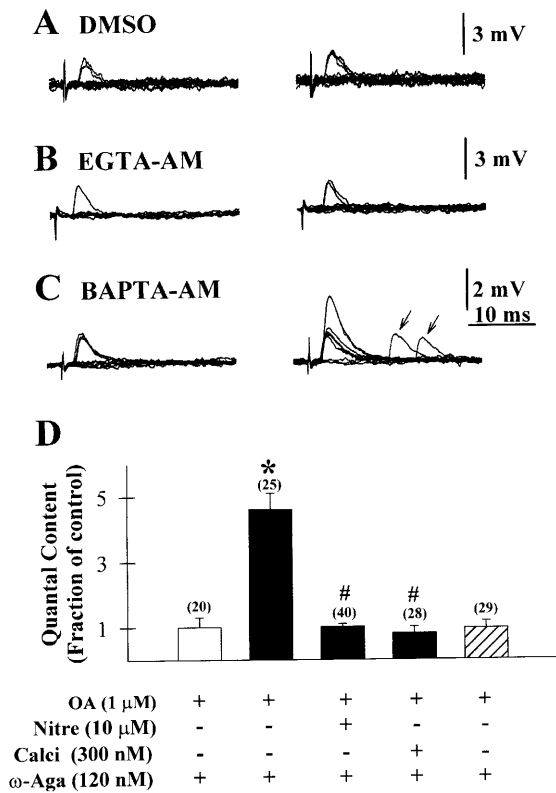 A DMSO 3 mV
B EGTA-AM 3 mV
C BAPTA-AM 2 mV
10 ms
D
Quantal Content
(Fraction of control)
5
3
1
(20)
*
(25)
#
(40)
#
(28)
(29)
OA (1 µM) + + + + +
Nitre (10 µM) - - + - -
Calci (300 nM) - - - + -
ω-Aga (120 nM) + + + + +